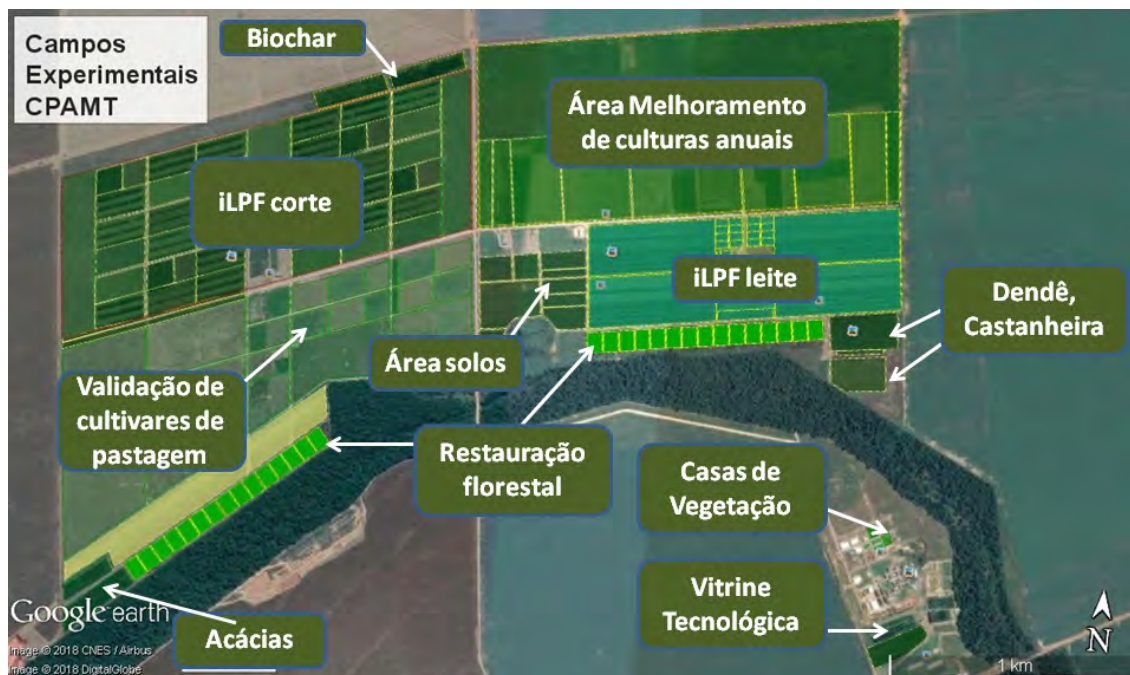 Campos
Experimentais
CPAMT
Biochar
Área Melhoramento
de culturas anuais
iLPF corte
iLPF leite
Dendê,
Castanheira
Área solos
Validação de
cultivares de
pastagem
Restauração
florestal
Casas de
Vegetação
Vitrine
Tecnológica
Acácias
Google earth
Image © 2018 CNES / Airbus
Image © 2018 DigitalGlobe
N
1 km